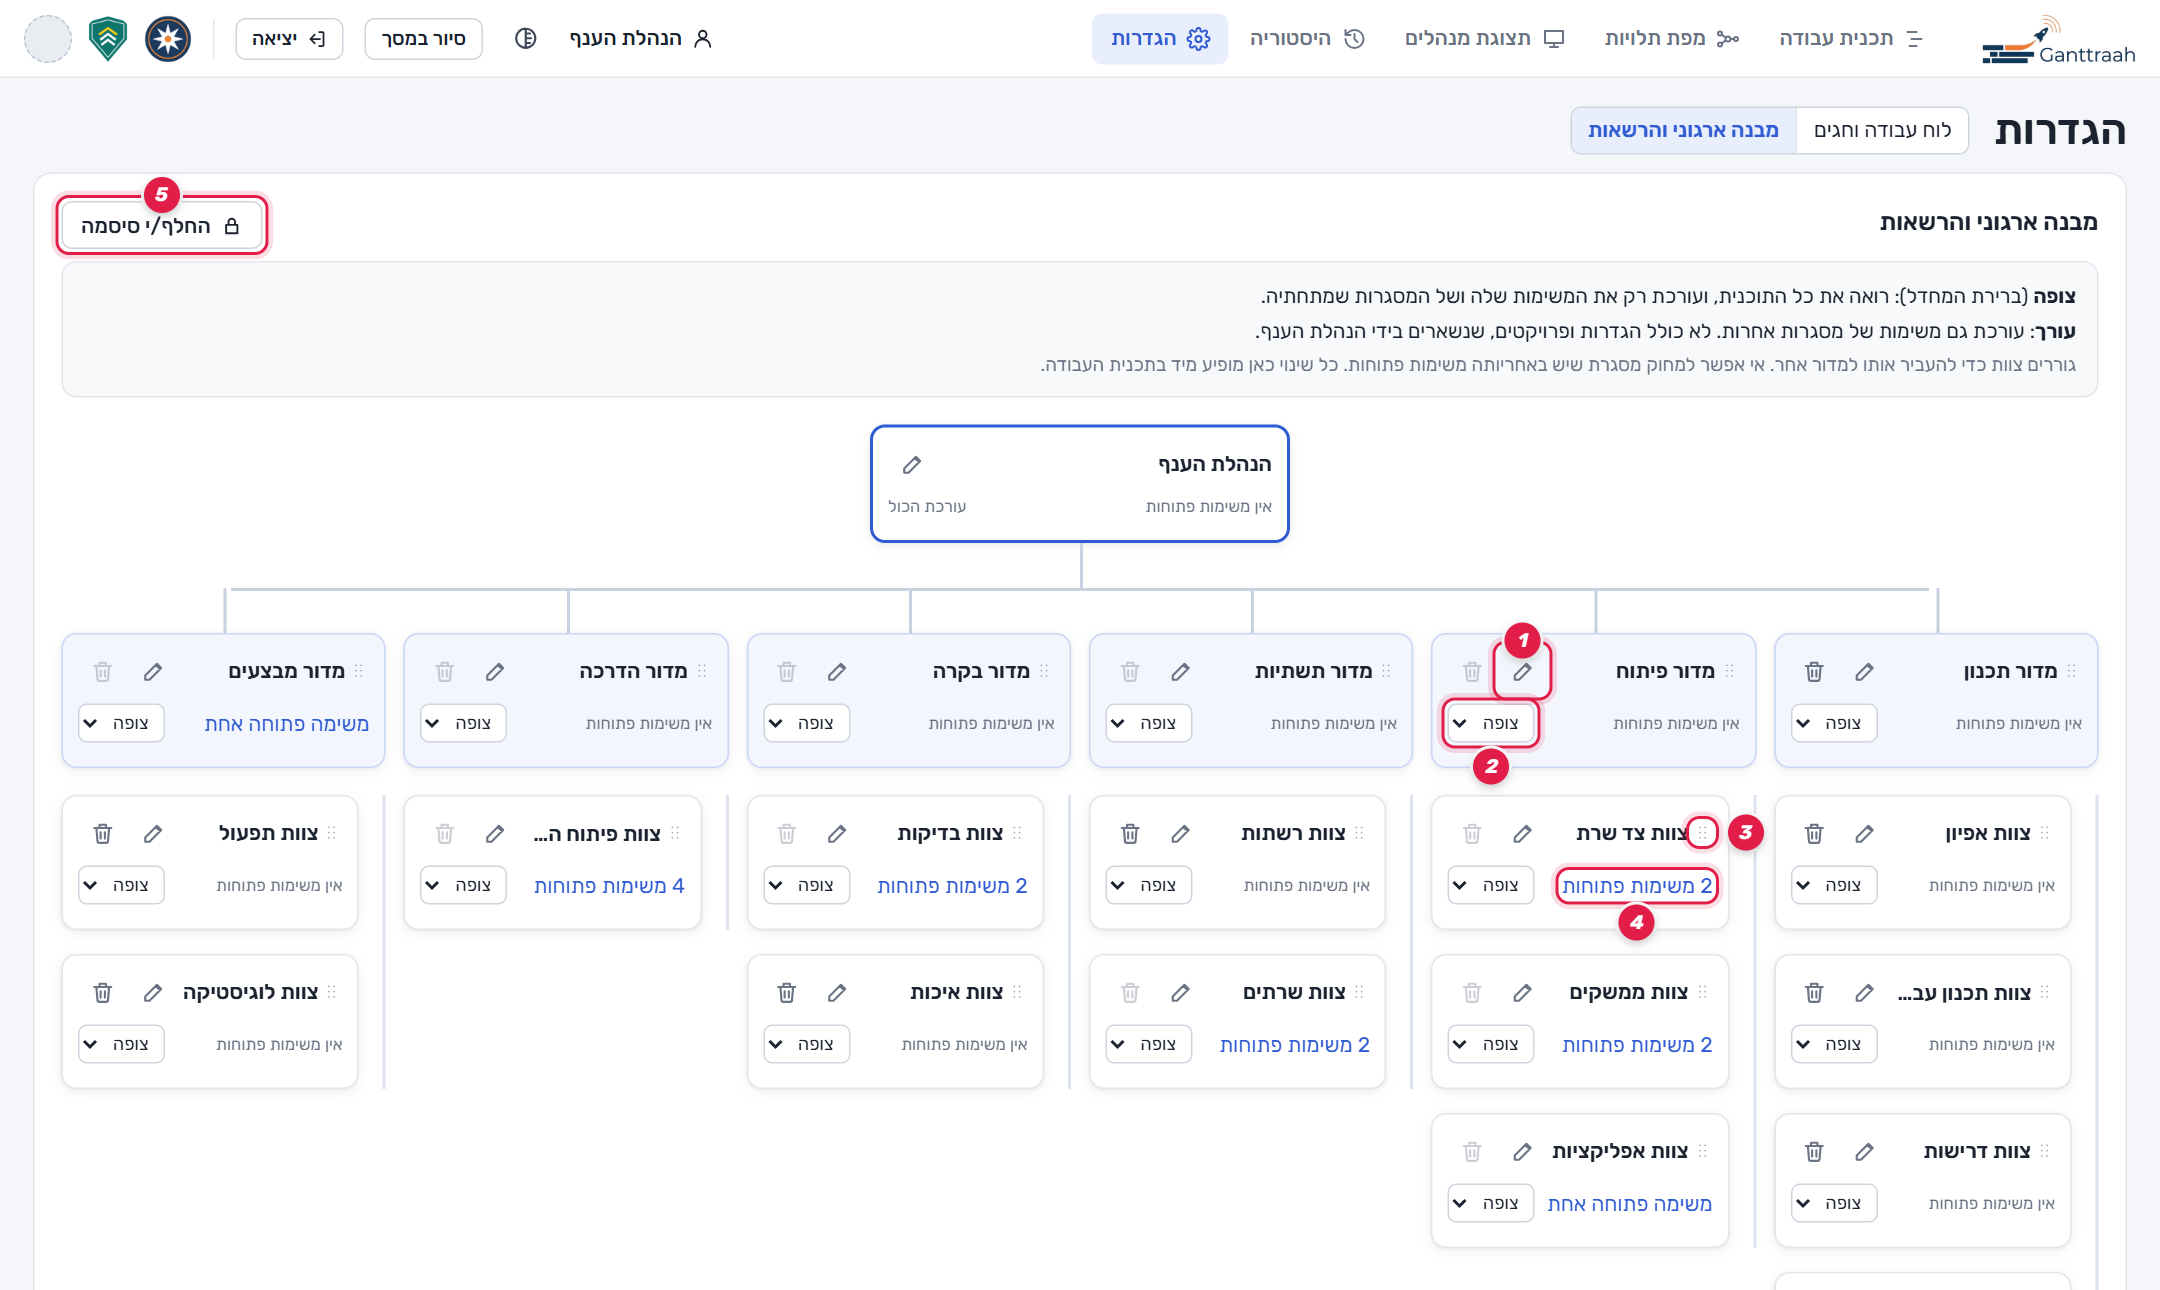 Ganttraah
תכנית עבודה
מפת תלויות
תצוגת מנהלים
היסטוריה
הגדרות
הנהלת הענף
סיור במסך
יציאה
הגדרות
לוח עבודה וחגים
מבנה ארגוני והרשאות
מבנה ארגוני והרשאות
החלף/י סיסמה
5
צופה (ברירת המחדל): רואה את כל התוכנית, ועורכת רק את המשימות שלה ושל המסגרות שמתחתיה.
עורך: עורכת גם משימות של מסגרות אחרות. לא כולל הגדרות ופרויקטים, שנשארים בידי הנהלת הענף.
גוררים צוות כדי להעביר אותו למדור אחר. אי אפשר למחוק מסגרת שיש באחריותה משימות פתוחות. כל שינוי כאן מופיע מיד בתכנית העבודה.
הנהלת הענף
אין משימות פתוחות
עורכת הכול
מדור תכנון
אין משימות פתוחות
צופה
מדור פיתוח
1
אין משימות פתוחות
צופה
2
מדור תשתיות
אין משימות פתוחות
צופה
מדור בקרה
אין משימות פתוחות
צופה
מדור הדרכה
אין משימות פתוחות
צופה
מדור מבצעים
משימה פתוחה אחת
צופה
צוות אפיון
אין משימות פתוחות
צופה
3
צוות צד שרת
2 משימות פתוחות
צופה
4
צוות רשתות
אין משימות פתוחות
צופה
צוות בדיקות
2 משימות פתוחות
צופה
צוות פיתוח ה...
4 משימות פתוחות
צופה
צוות תפעול
אין משימות פתוחות
צופה
צוות תכנון עב...
אין משימות פתוחות
צופה
צוות ממשקים
2 משימות פתוחות
צופה
צוות שרתים
2 משימות פתוחות
צופה
צוות איכות
אין משימות פתוחות
צופה
צוות לוגיסטיקה
אין משימות פתוחות
צופה
צוות דרישות
אין משימות פתוחות
צופה
צוות אפליקציות
משימה פתוחה אחת
צופה